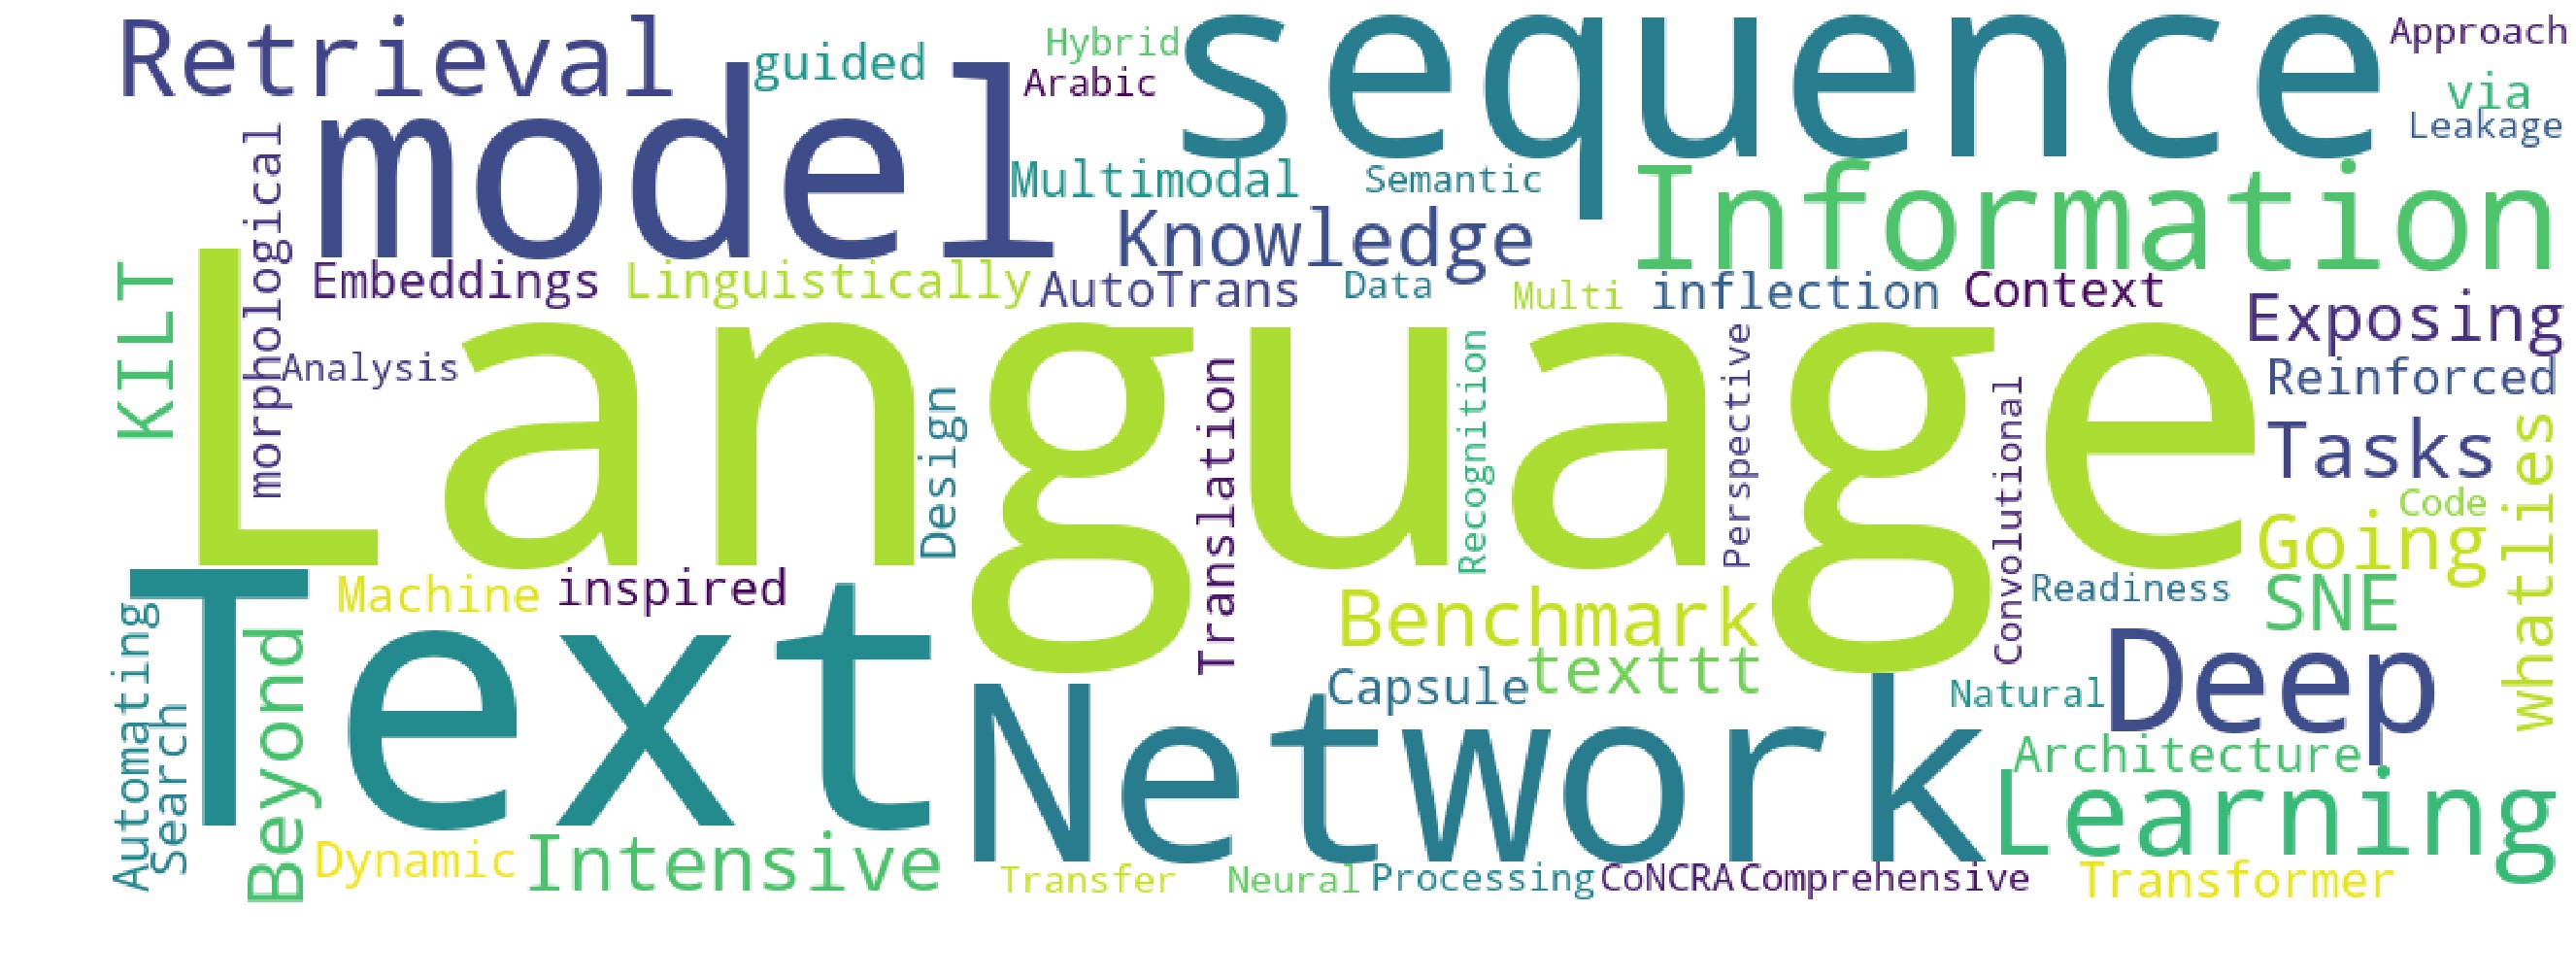 Retrieval
guided
Hybrid
Arabic
sequence
Approach
via
Leakage
model
Multimodal
Semantic
Knowledge
Information
morphological
KILT
Embeddings
Linguistically
AutoTrans
Data
Multi
inflection
Context
Exposing
Analysis
Language
Reinforced
Tasks
Code
Going
whatlies
Design
Translation
Recognition
Perspective
Convolutional
Machine
inspired
Benchmark
Readiness
SNE
Automating
Search
Beyond
Text
texttt
Capsule
Natural
Deep
Network
Architecture
Learning
Dynamic
Intensive
Transfer
Neural
Processing
CoNCRA
Comprehensive
Transformer